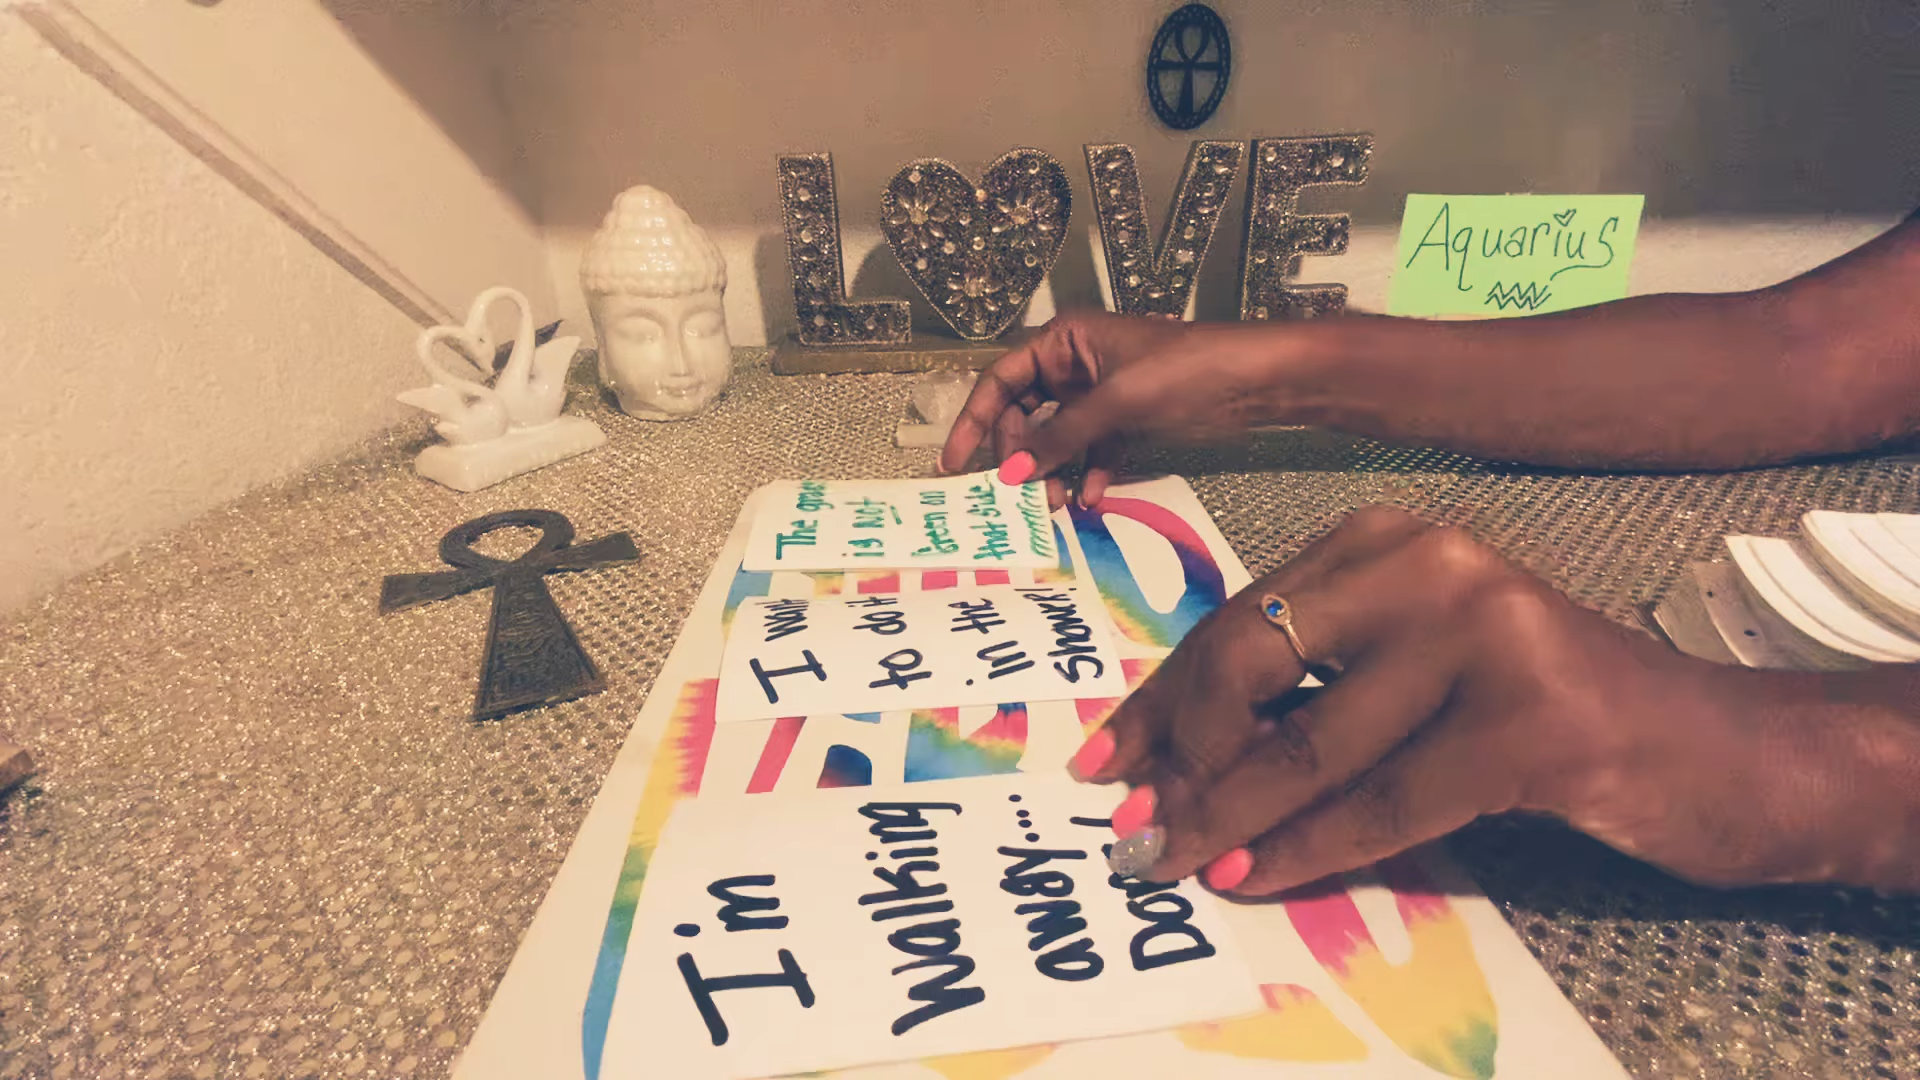 LOVE
Aquarius
The grass
is Not
Green on
that side
I want
to do it
in the
Shower!
I'm
walking
away....